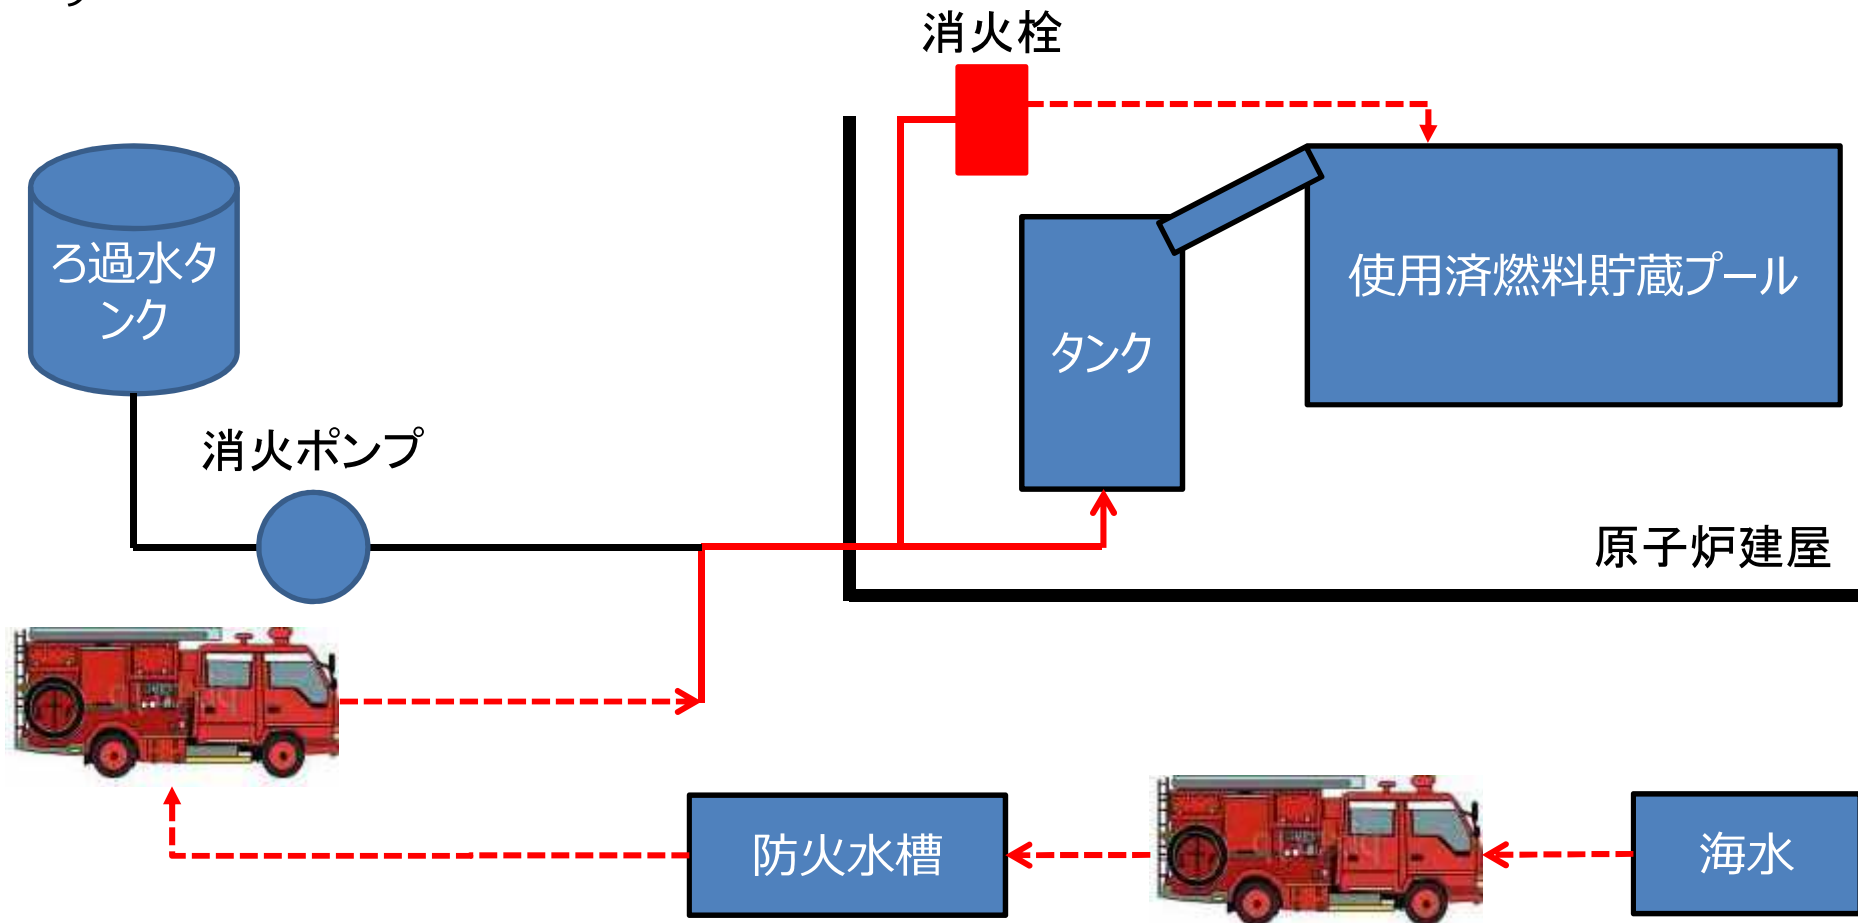 消火栓
ろ過水タ
ンク
使用済燃料貯蔵プール
タンク
消火ポンプ
原子炉建屋
防火水槽
海水